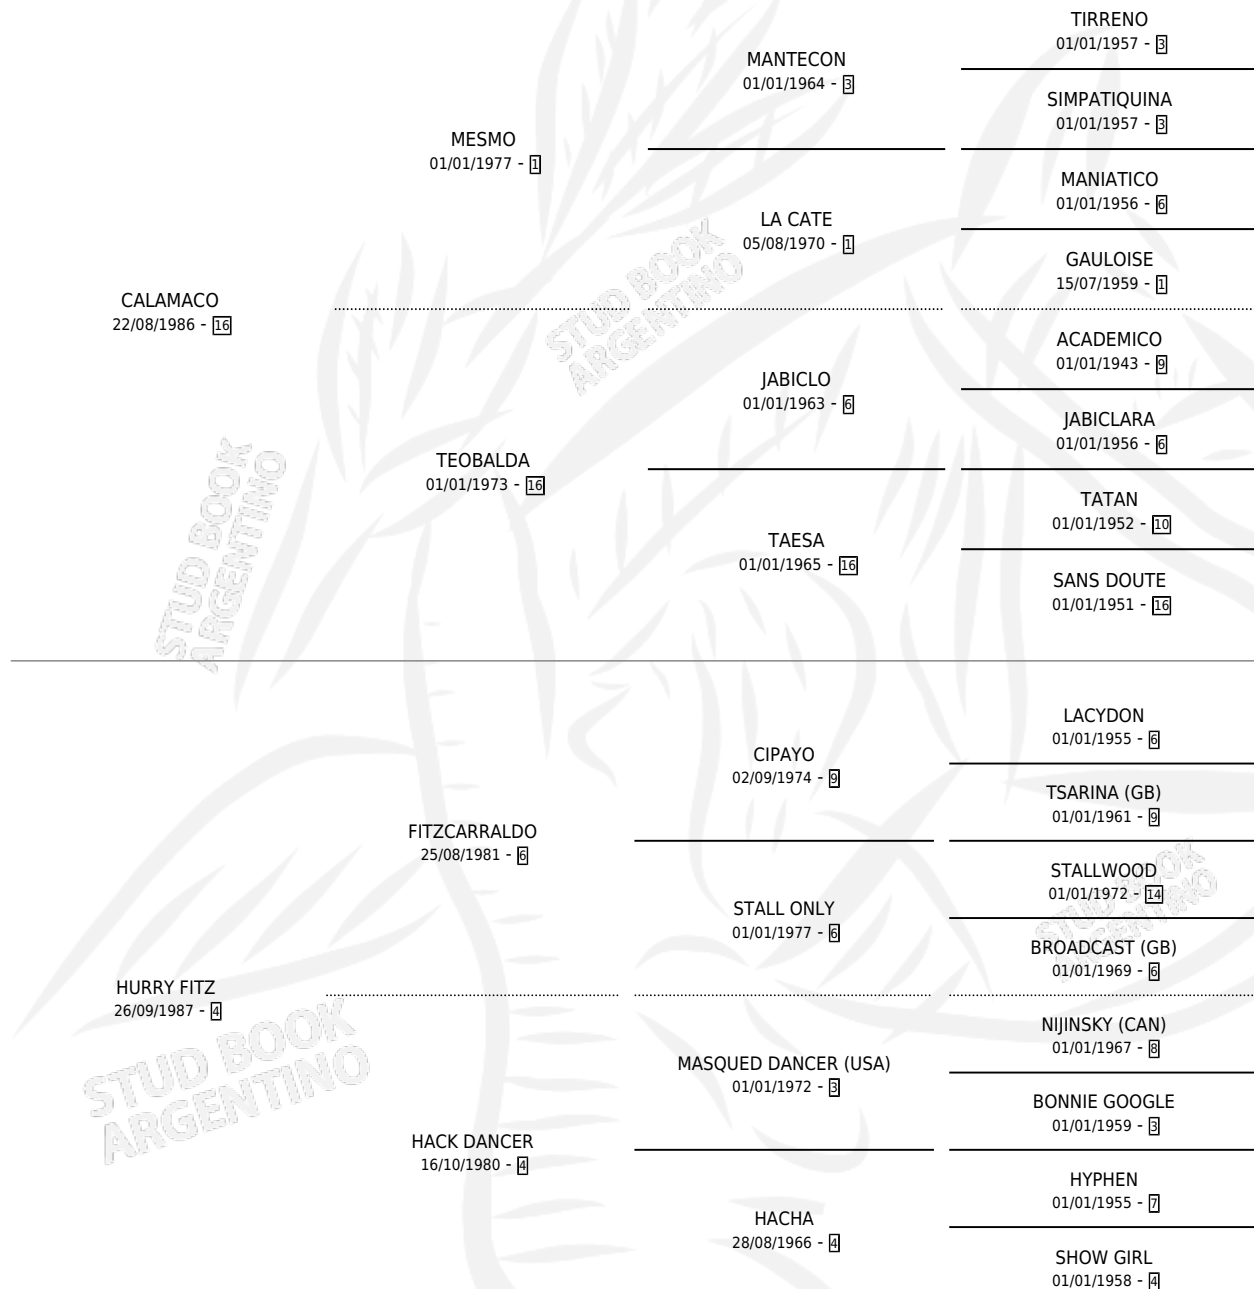 TIRRENO
01/01/1957 - 3
MANTECON
01/01/1964 - 3
SIMPATIQUINA
01/01/1957 - 3
MESMO
01/01/1977 - 1
MANIATICO
01/01/1956 - 6
LA CATE
05/08/1970 - 1
GAULOISE
15/07/1959 - 1
CALAMACO
22/08/1986 - 16
STUD BOOK
ARGENTINO
ACADEMICO
01/01/1943 - 9
JABICLO
01/01/1963 - 6
JABICLARA
01/01/1956 - 6
TEOBALDA
01/01/1973 - 16
TATAN
01/01/1952 - 10
TAESA
01/01/1965 - 16
SANS DOUTE
01/01/1951 - 16
STUD BOOK
ARGENTINO
LACYDON
01/01/1955 - 6
CIPAYO
02/09/1974 - 9
TSARINA (GB)
01/01/1961 - 9
FITZCARRALDO
25/08/1981 - 6
STALLWOOD
01/01/1972 - 14
STALL ONLY
01/01/1977 - 6
STUD BOOK
ARGENTINO
BROADCAST (GB)
01/01/1969 - 6
HURRY FITZ
26/09/1987 - 4
STUD BOOK
ARGENTINO
NIJINSKY (CAN)
01/01/1967 - 8
MASQUED DANCER (USA)
01/01/1972 - 3
BONNIE GOOGLE
01/01/1959 - 3
HACK DANCER
16/10/1980 - 4
HYPHEN
01/01/1955 - 7
HACHA
28/08/1966 - 4
SHOW GIRL
01/01/1958 - 4